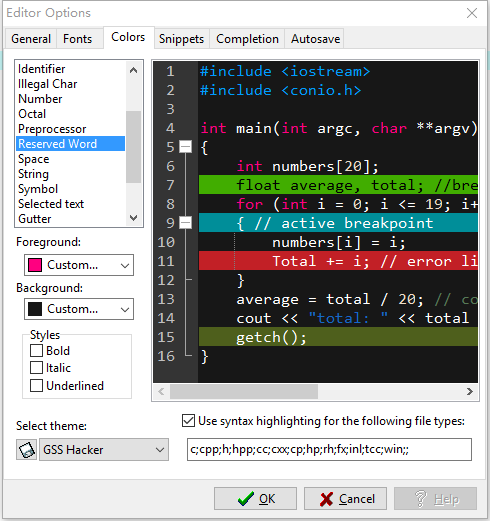 Editor Options
General Fonts Colors Snippets Completion Autosave
Identifier
Illegal Char
Number
Octal
Preprocessor
Reserved Word
Space
String
Symbol
Selected text
Gutter
Foreground:
Custom...
Background:
Custom...
Styles
Bold
Italic
Underlined
1 #include <iostream>
2 #include <conio.h>
3
4 int main(int argc, char **argv)
5 {
6 int numbers[20];
7 float average, total; //bre
8 for (int i = 0; i <= 19; i+
9 { // active breakpoint
10 numbers[i] = i;
11 Total += i; // error li
12 }
13 average = total / 20; // co
14 cout << "total: " << total
15 getch();
16 }
Select theme:
GSS Hacker
Use syntax highlighting for the following file types:
c;cpp;h;hpp;cc;cxx;cp;hp;rh;fx;inl;tcc;win;;
OK Cancel Help